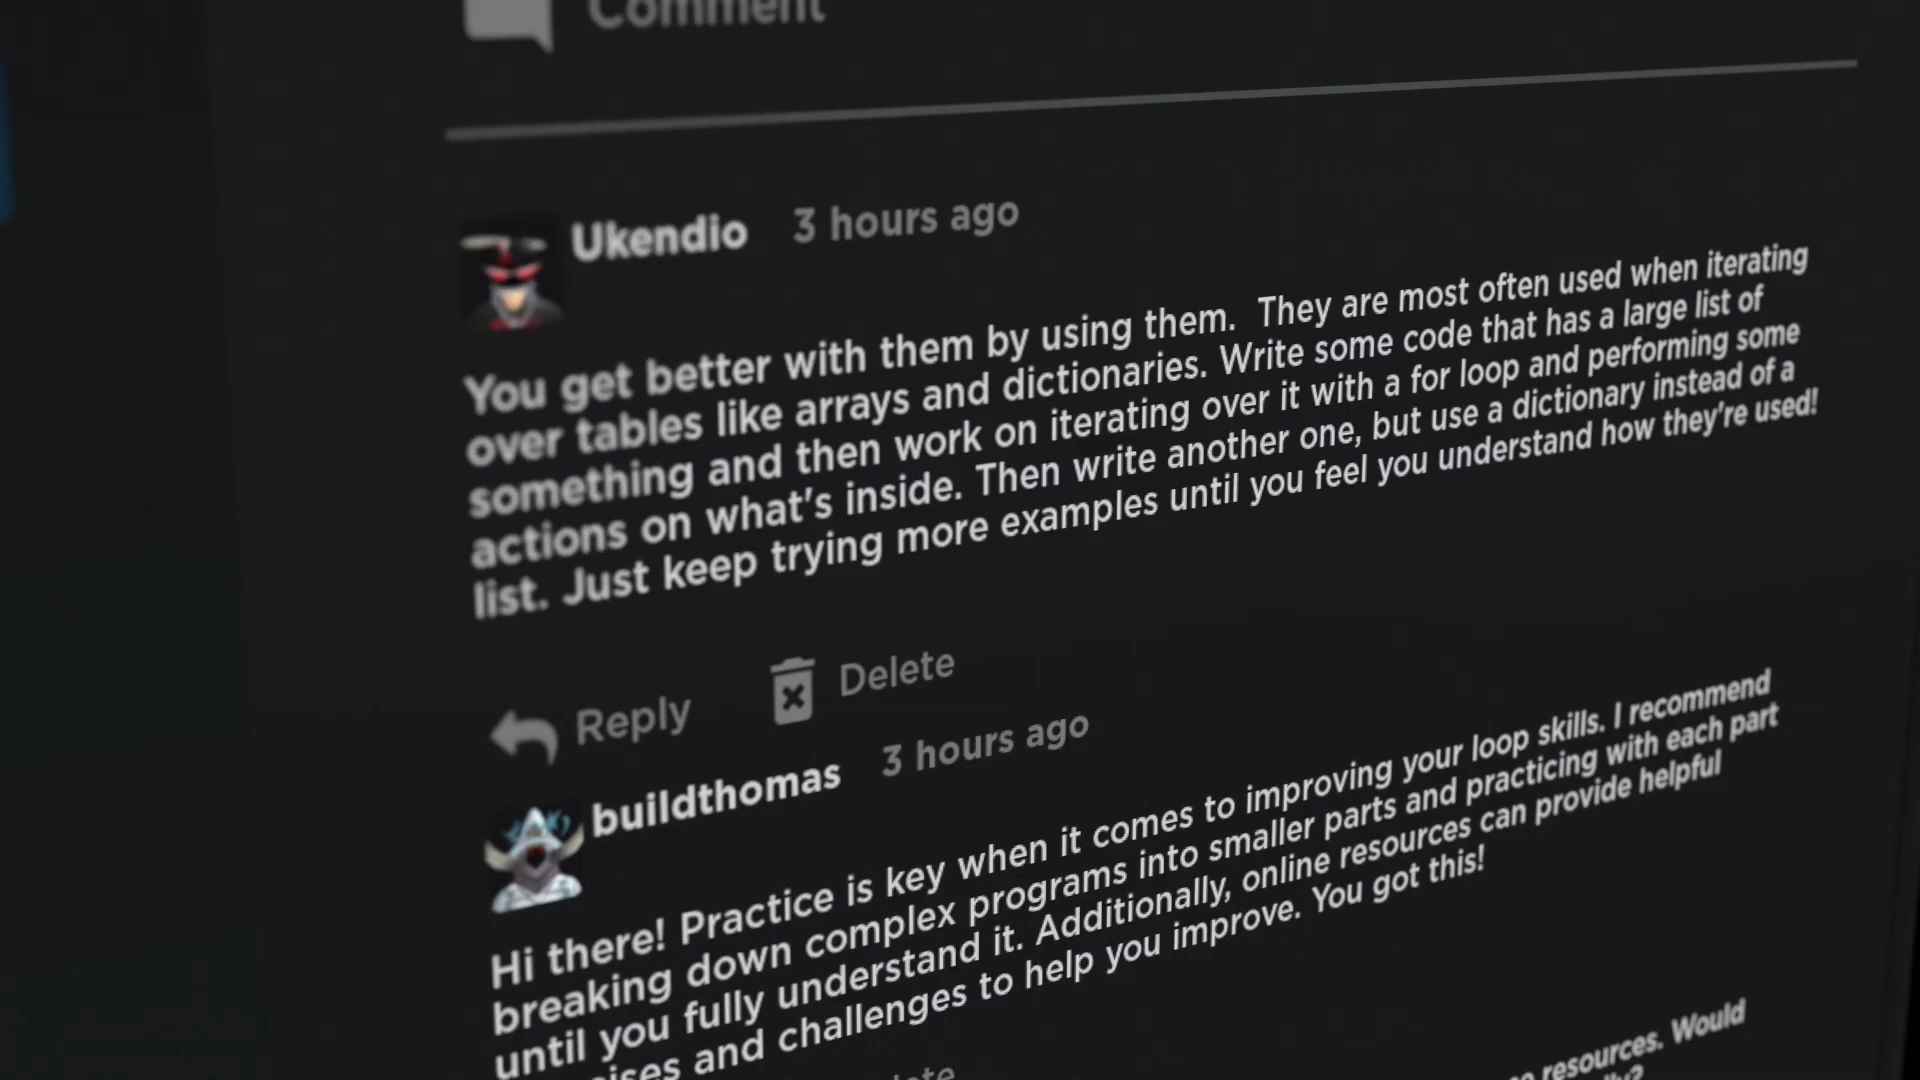 Comment
Ukendio 3 hours ago
You get better with them by using them. They are most often used when iterating
over tables like arrays and dictionaries. Write some code that has a large list of
something and then work on iterating over it with a for loop and performing some
actions on what's inside. Then write another one, but use a dictionary instead of a
list. Just keep trying more examples until you feel you understand how they're used!
Reply Delete
buildthomas 3 hours ago
Hi there! Practice is key when it comes to improving your loop skills. I recommend
breaking down complex programs into smaller parts and practicing with each part
until you fully understand it. Additionally, online resources can provide helpful
and challenges to help you improve. You got this!
resources. Would